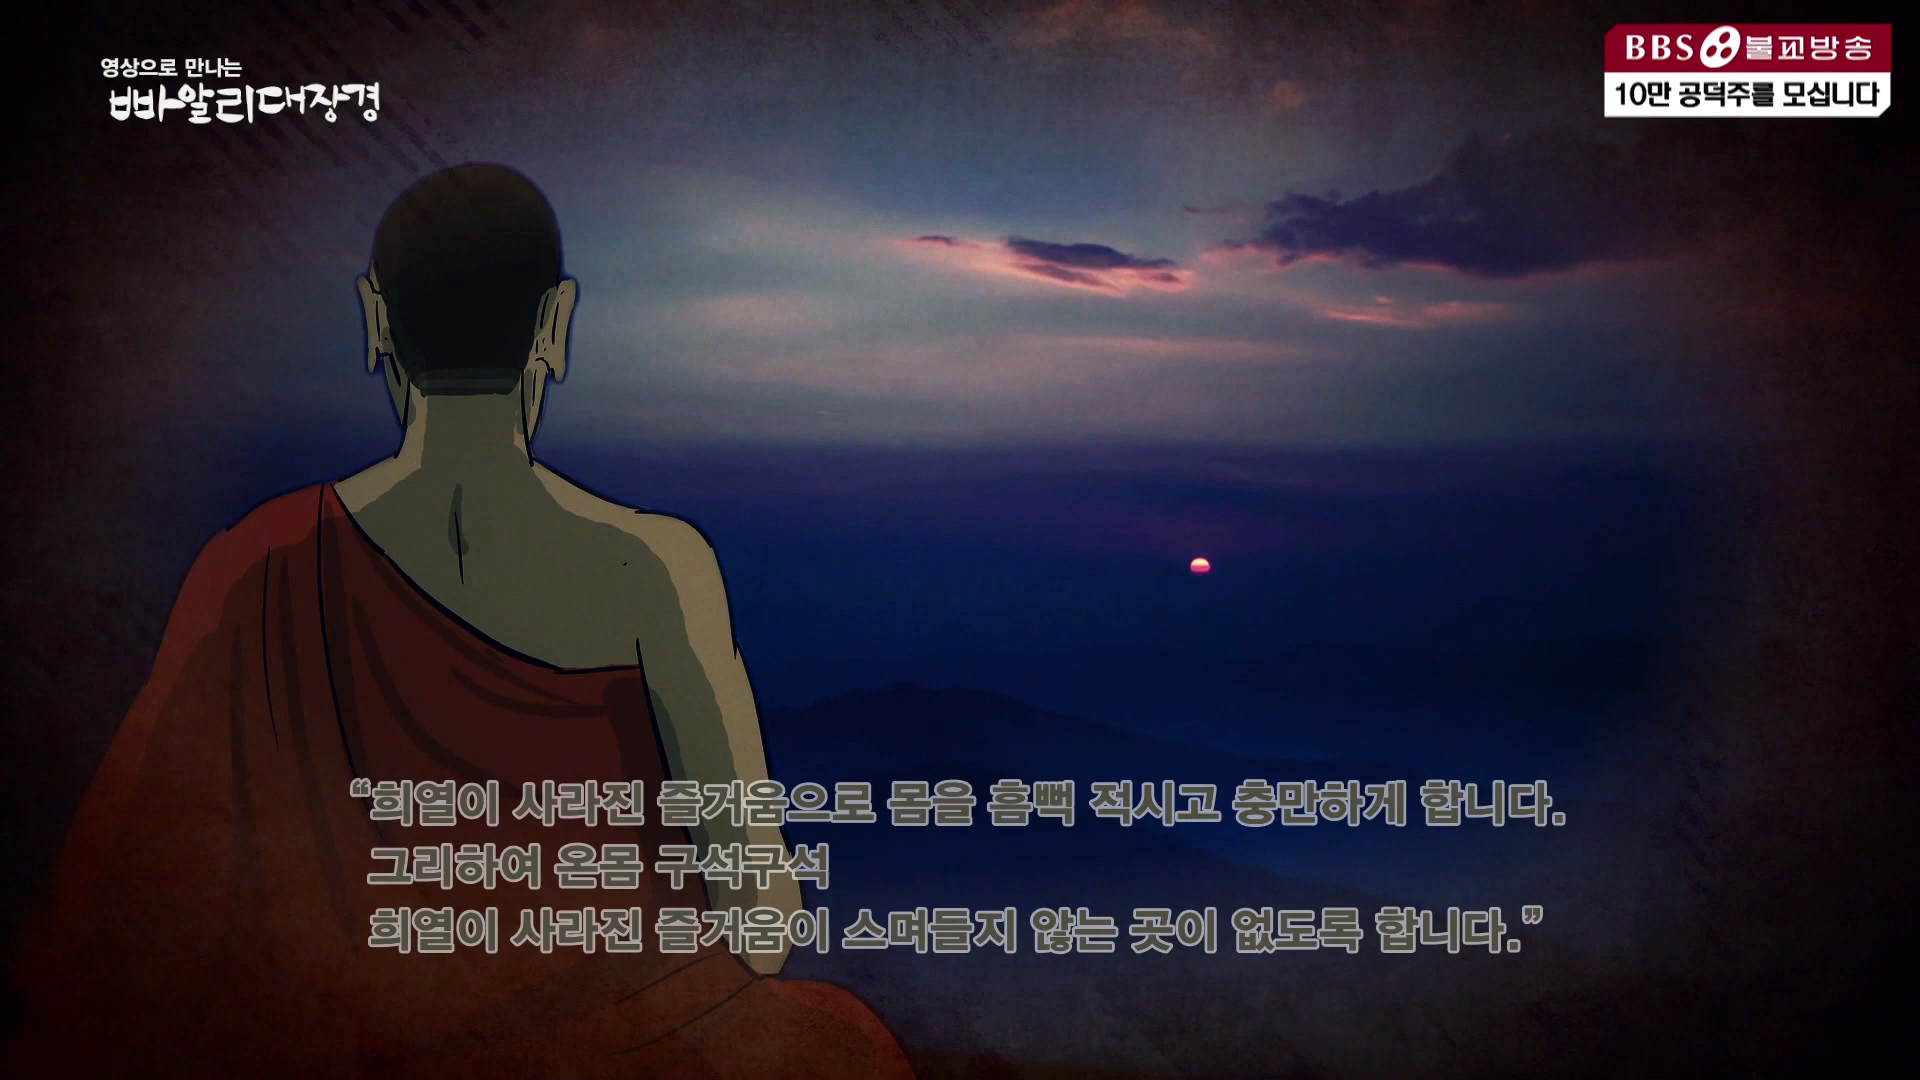 영상으로 만나는
빠알리대장경
BBS 불교방송
10만 공덕주를 모십니다
“희열이 사라진 즐거움으로 몸을 흠뻑 적시고 충만하게 합니다.
그리하여 온몸 구석구석
희열이 사라진 즐거움이 스며들지 않는 곳이 없도록 합니다.”